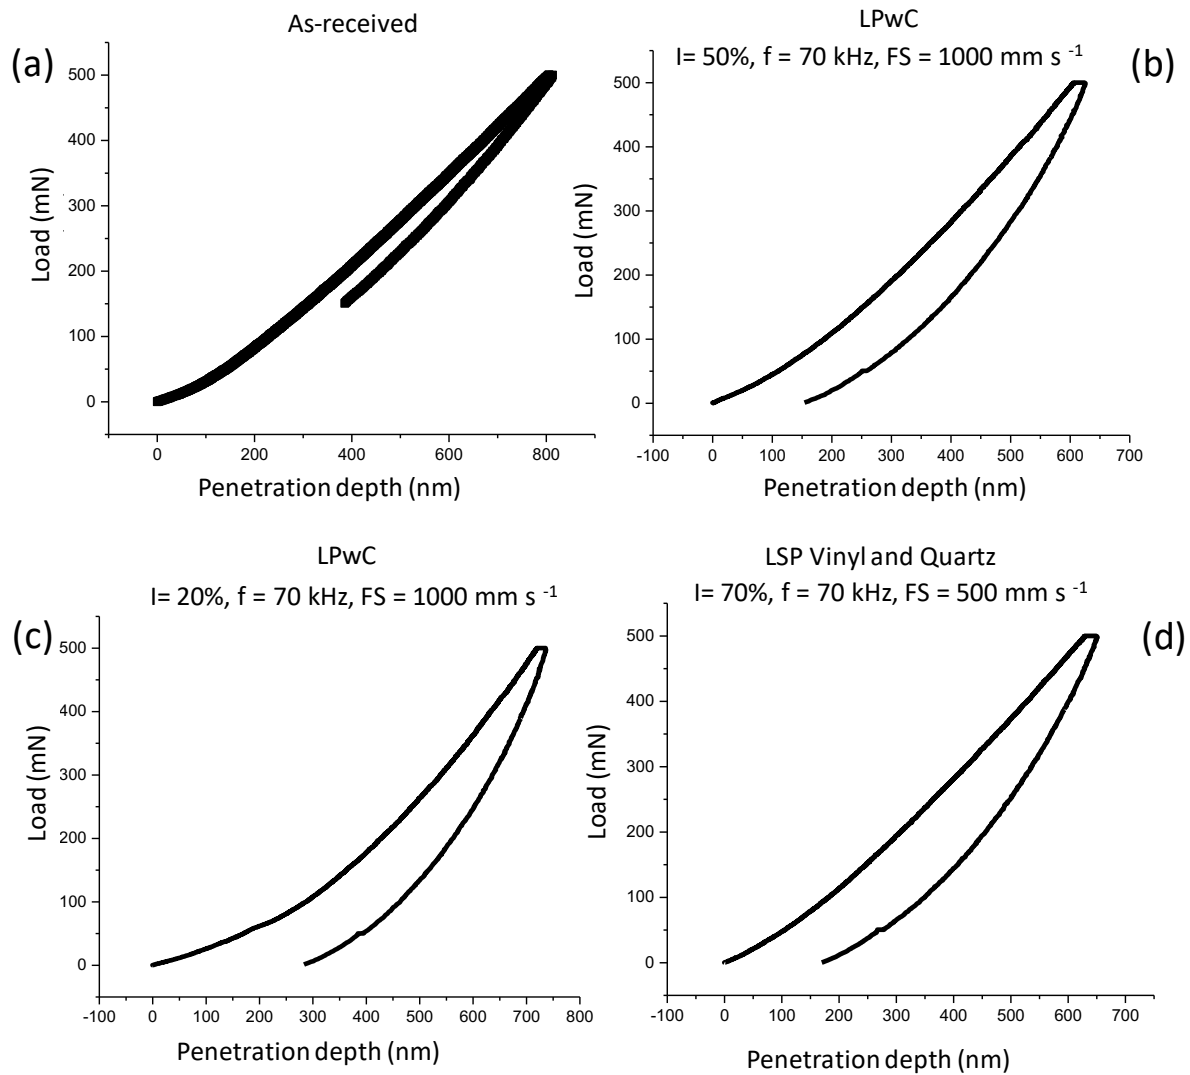 As-received
(a)
500
400
300
200
100
0
Load (mN)
0 200 400 600 800
Penetration depth (nm)
LPwC
I= 50%, f = 70 kHz, FS = 1000 mm s -1
(b)
500
400
300
200
100
0
Load (mN)
-100 0 100 200 300 400 500 600 700
Penetration depth (nm)
LPwC
I= 20%, f = 70 kHz, FS = 1000 mm s -1
(c)
500
400
300
200
100
0
Load (mN)
-100 0 100 200 300 400 500 600 700 800
Penetration depth (nm)
LSP Vinyl and Quartz
I= 70%, f = 70 kHz, FS = 500 mm s -1
(d)
500
400
300
200
100
0
Load (mN)
-100 0 100 200 300 400 500 600 700
Penetration depth (nm)